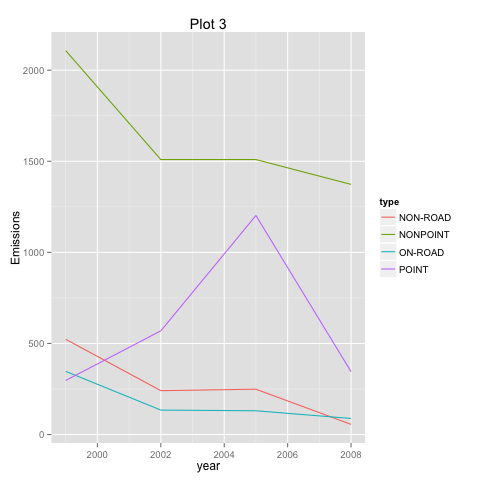 Plot 3
Emissions
2000
1500
1000
500
0
2000 2002 2004 2006 2008
year
type
NON-ROAD
NONPOINT
ON-ROAD
POINT